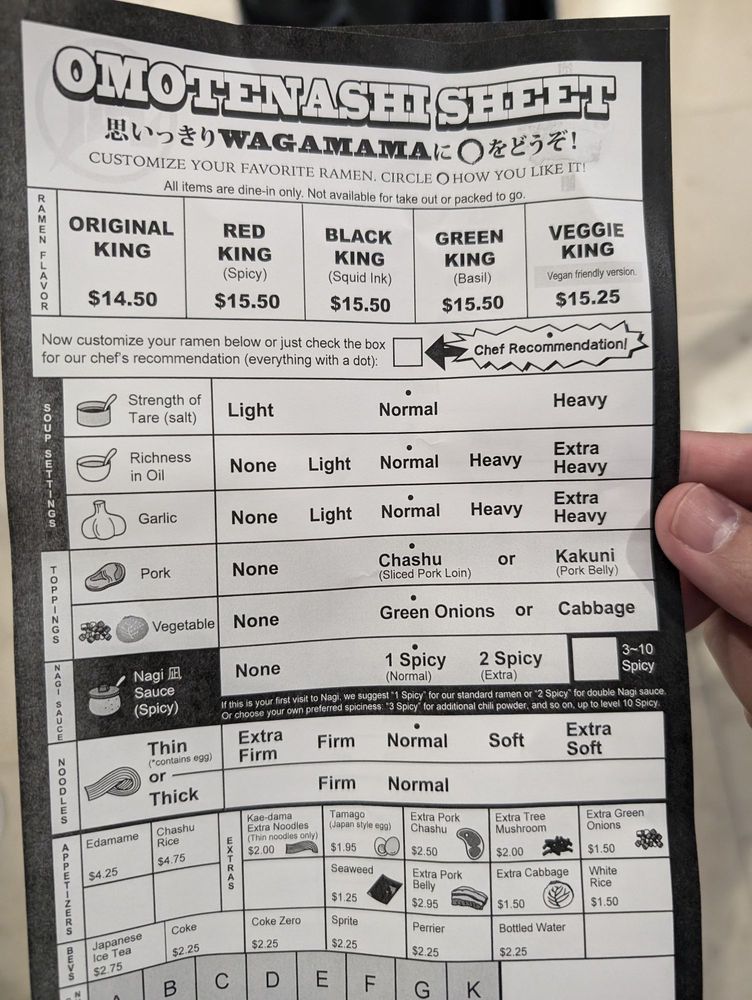 OMOTENASHI SHEET
思いっきりWAGAMAMAに〇をどうぞ!
CUSTOMIZE YOUR FAVORITE RAMEN. CIRCLE O HOW YOU LIKE IT!
All items are dine-in only. Not available for take out or packed to go.
RAMEN FLAVOR
ORIGINAL KING
$14.50
RED KING
(Spicy)
$15.50
BLACK KING
(Squid Ink)
$15.50
GREEN KING
(Basil)
$15.50
VEGGIE KING
Vegan friendly version.
$15.25
Now customize your ramen below or just check the box
for our chef's recommendation (everything with a dot):
Chef Recommendation!
SOUP SETTINGS
Strength of Tare (salt)
Light Normal Heavy
Richness in Oil
None Light Normal Heavy Extra Heavy
Garlic
None Light Normal Heavy Extra Heavy
TOPPINGS
Pork
None Chashu (Sliced Pork Loin) or Kakuni (Pork Belly)
Vegetable
None Green Onions or Cabbage
NAGI SAUCE
Nagi 凪 Sauce (Spicy)
None 1 Spicy (Normal) 2 Spicy (Extra) 3~10 Spicy
If this is your first visit to Nagi, we suggest "1 Spicy" for our standard ramen or "2 Spicy" for double Nagi sauce.
Or choose your own preferred spiciness: "3 Spicy" for additional chili powder, and so on, up to level 10 Spicy.
NOODLES
Thin (*contains egg)
or
Thick
Extra Firm Firm Normal Soft Extra Soft
Firm Normal
APPETIZERS
Edamame
$4.25
Chashu Rice
$4.75
EXTRAS
Kae-dama
Extra Noodles
(Thin noodles only)
$2.00
Tamago
(Japan style egg)
$1.95
Extra Pork Chashu
$2.50
Extra Tree Mushroom
$2.00
Extra Green Onions
$1.50
Seaweed
$1.25
Extra Pork Belly
$2.95
Extra Cabbage
$1.50
White Rice
$1.50
BEVS
Japanese Ice Tea
$2.75
Coke
$2.25
Coke Zero
$2.25
Sprite
$2.25
Perrier
$2.25
Bottled Water
$2.25
A B C D E F G K